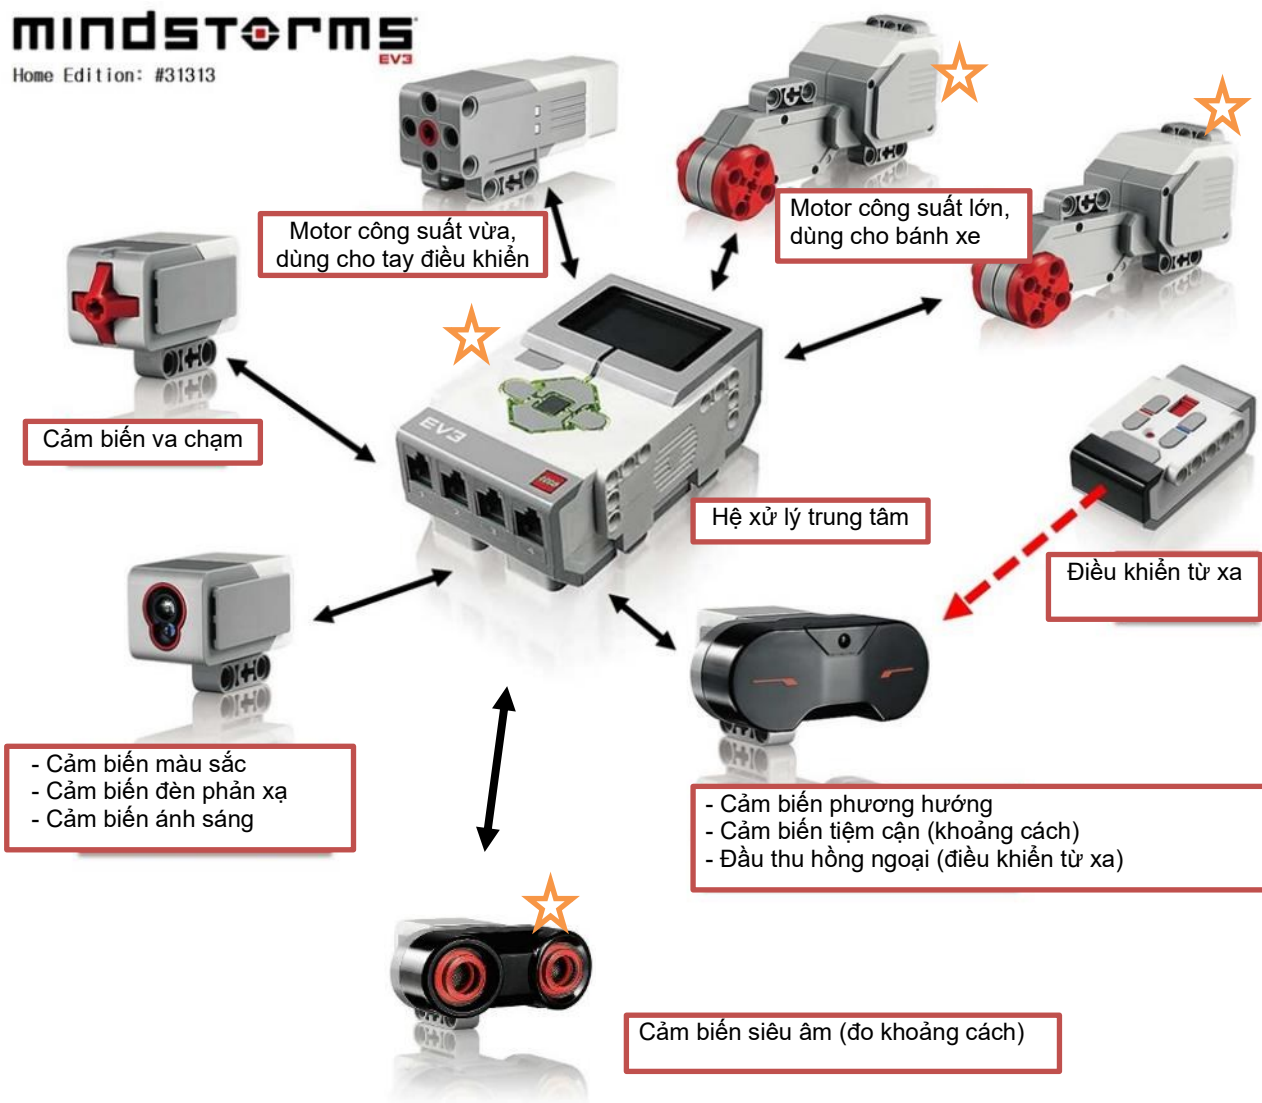 mindstorms
EV3
Home Edition: #31313
Motor công suất vừa,
dùng cho tay điều khiển
Motor công suất lớn,
dùng cho bánh xe
Cảm biến va chạm
EV3
Hệ xử lý trung tâm
Điều khiển từ xa
- Cảm biến màu sắc
- Cảm biến đèn phản xạ
- Cảm biến ánh sáng
- Cảm biến phương hướng
- Cảm biến tiệm cận (khoảng cách)
- Đầu thu hồng ngoại (điều khiển từ xa)
Cảm biến siêu âm (đo khoảng cách)